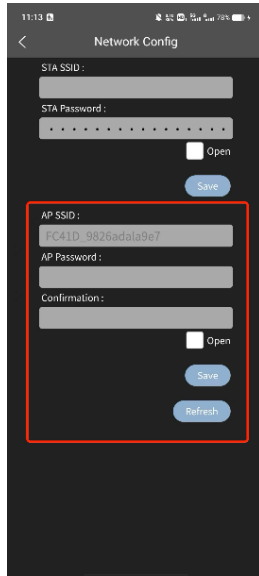 11:13
78%
Network Config
STA SSID :
STA Password :
Open
Save
AP SSID :
FC41D_9826adala9e7
AP Password :
Confirmation :
Open
Save
Refresh